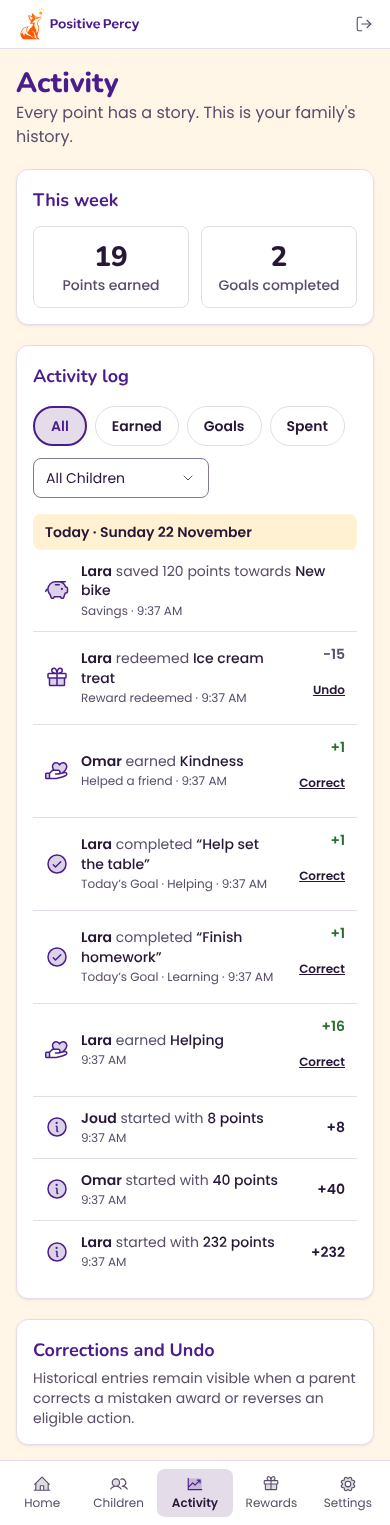 Positive Percy
Activity
Every point has a story. This is your family's
history.
This week
19
Points earned
2
Goals completed
Activity log
All
Earned
Goals
Spent
All Children
Today · Sunday 22 November
Lara saved 120 points towards New
bike
Savings · 9:37 AM
Lara redeemed Ice cream
treat
Reward redeemed · 9:37 AM
-15
Undo
Omar earned Kindness
Helped a friend · 9:37 AM
+1
Correct
Lara completed “Help set
the table”
Today's Goal · Helping · 9:37 AM
+1
Correct
Lara completed “Finish
homework”
Today's Goal · Learning · 9:37 AM
+1
Correct
Lara earned Helping
9:37 AM
+16
Correct
Joud started with 8 points
9:37 AM
+8
Omar started with 40 points
9:37 AM
+40
Lara started with 232 points
9:37 AM
+232
Corrections and Undo
Historical entries remain visible when a parent
corrects a mistaken award or reverses an
eligible action.
Home
Children
Activity
Rewards
Settings